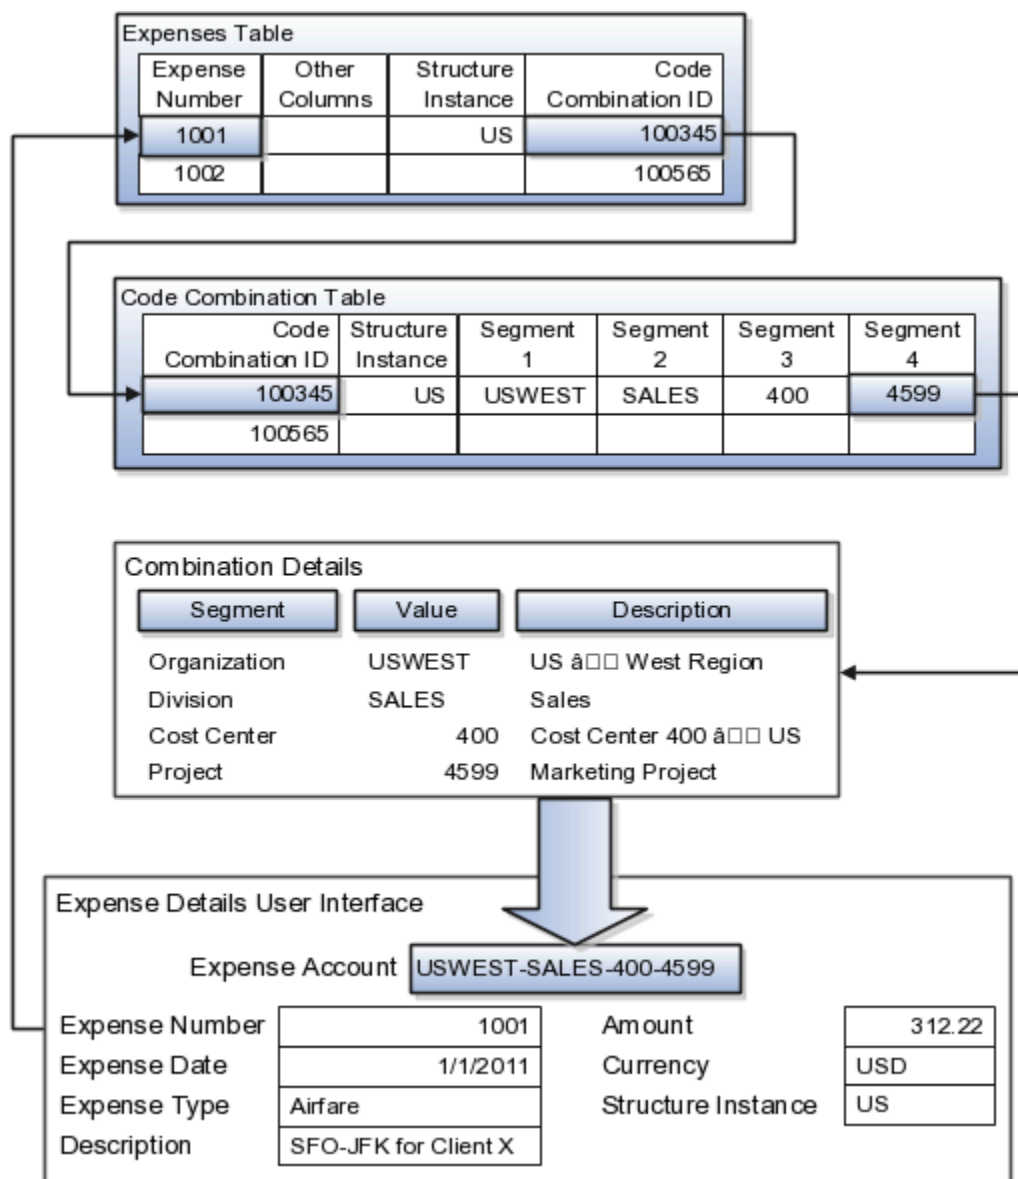 Expenses Table
Expense Number Other Columns Structure Instance Code Combination ID
1001 US 100345
1002 100565
Code Combination Table
Code Combination ID Structure Instance Segment 1 Segment 2 Segment 3 Segment 4
100345 US USWEST SALES 400 4599
100565
Combination Details
Segment Value Description
Organization USWEST US â□□ West Region
Division SALES Sales
Cost Center 400 Cost Center 400 â□□ US
Project 4599 Marketing Project
Expense Details User Interface
Expense Account USWEST-SALES-400-4599
Expense Number 1001 Amount 312.22
Expense Date 1/1/2011 Currency USD
Expense Type Airfare Structure Instance US
Description SFO-JFK for Client X